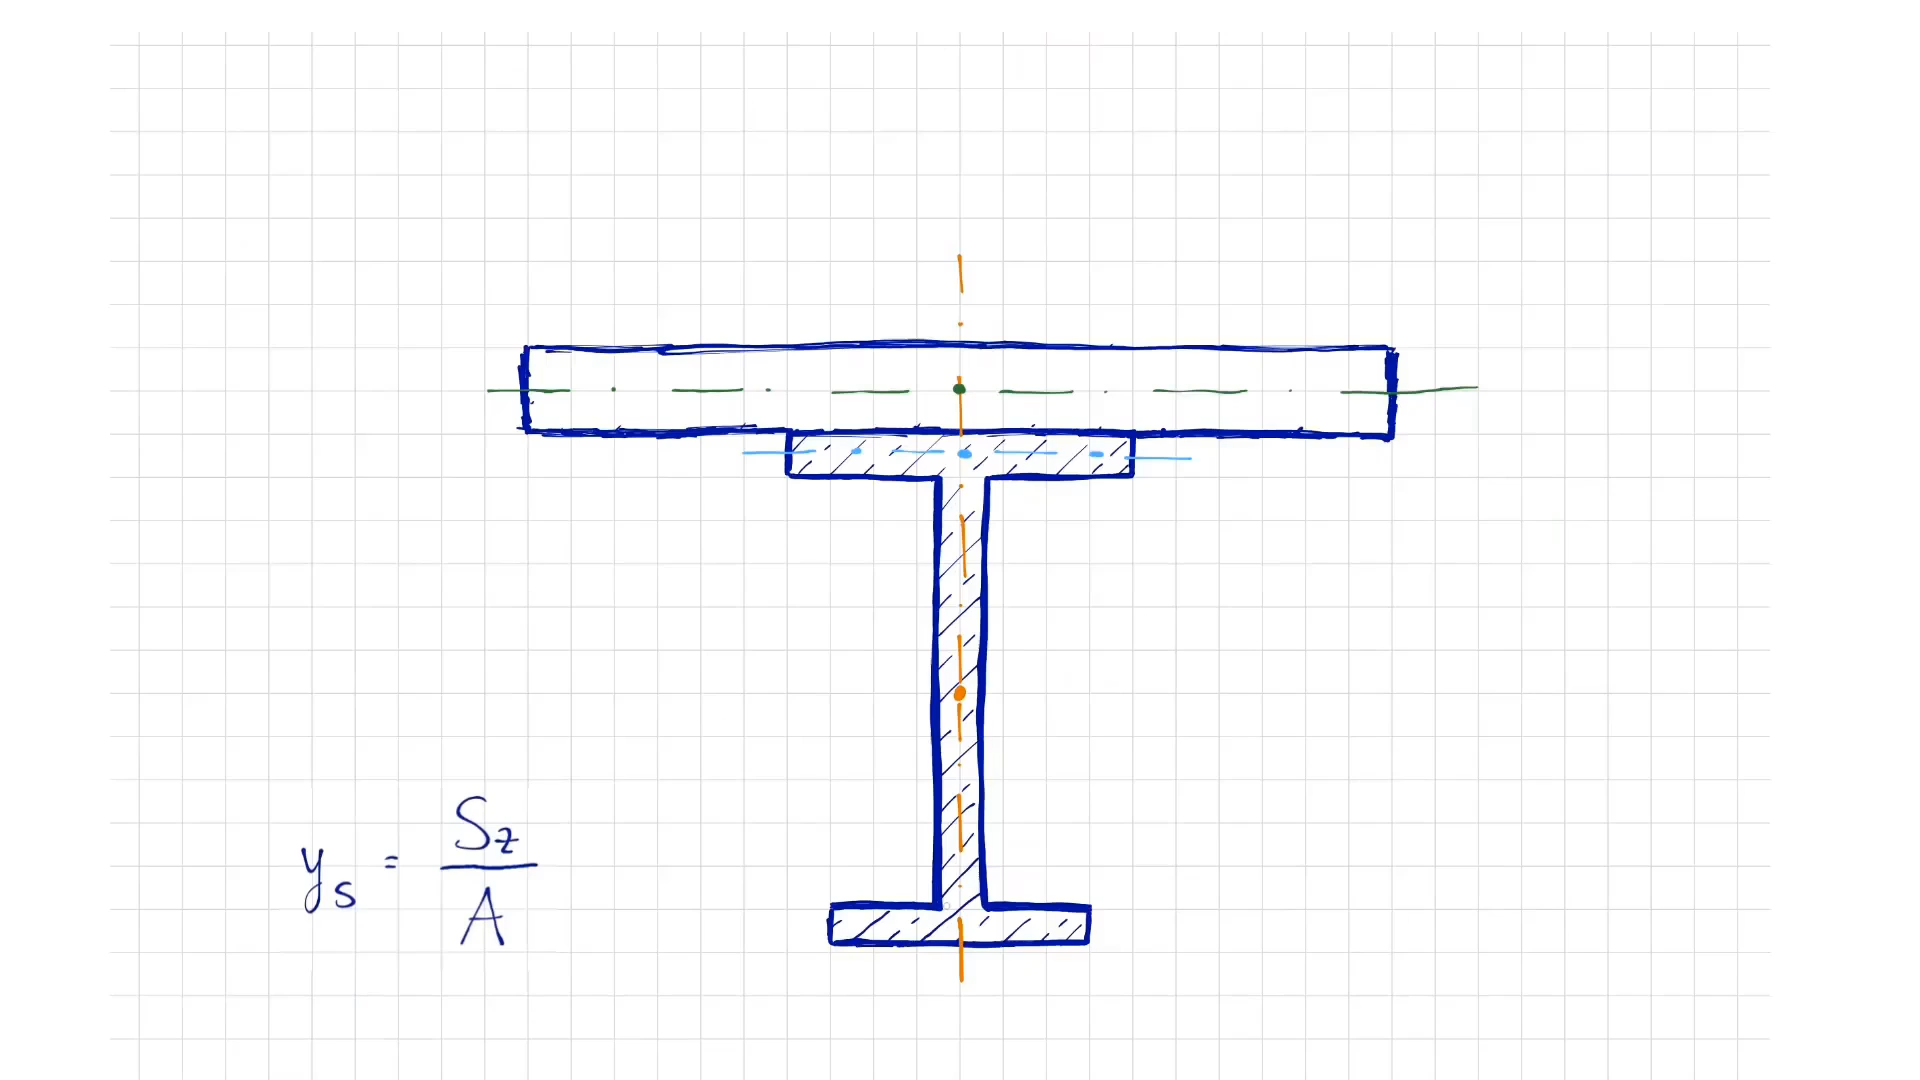 y_s = S_z / A